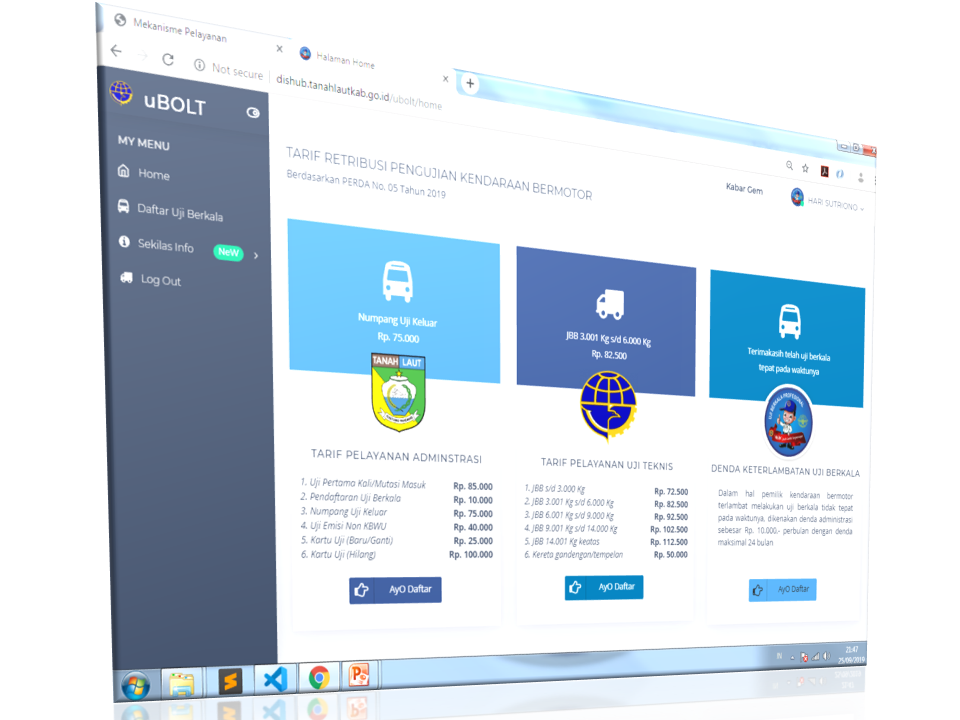 Mekanisme Pelayanan
Halaman Home
Not secure
dishub.tanahlautkab.go.id/ubolt/home
uBOLT
MY MENU
Home
Daftar Uji Berkala
Sekilas Info
NeW
Log Out
TARIF RETRIBUSI PENGUJIAN KENDARAAN BERMOTOR
Berdasarkan PERDA No. 05 Tahun 2019
Kabar Gem
HARI SUTRIONO
Numpang Uji Keluar
Rp. 75.000
TANAH LAUT
TARIF PELAYANAN ADMINSTRASI
1. Uji Pertama Kali/Mutasi Masuk Rp. 85.000
2. Pendaftaran Uji Berkala Rp. 10.000
3. Numpang Uji Keluar Rp. 75.000
4. Uji Emisi Non KBWU Rp. 40.000
5. Kartu Uji (Baru/Ganti) Rp. 25.000
6. Kartu Uji (Hilang) Rp. 100.000
AyO Daftar
JBB 3.001 Kg s/d 6.000 Kg
Rp. 82.500
TARIF PELAYANAN UJI TEKNIS
1. JBB s/d 3.000 Kg Rp. 72.500
2. JBB 3.001 Kg s/d 6.000 Kg Rp. 82.500
3. JBB 6.001 Kg s/d 9.000 Kg Rp. 92.500
4. JBB 9.001 Kg s/d 14.000 Kg Rp. 102.500
5. JBB 14.001 Kg keatas Rp. 112.500
6. Kereta gandengan/tempelan Rp. 50.000
AyO Daftar
Terimakasih telah uji berkala
tepat pada waktunya
UJI BERKALA PROFESIONAL
DENDA KETERLAMBATAN UJI BERKALA
Dalam hal pemilik kendaraan bermotor
terlambat melakukan uji berkala tidak tepat
pada waktunya, dikenakan denda administrasi
sebesar Rp. 10.000,- perbulan dengan denda
maksimal 24 bulan
AyO Daftar
IN
21:47
25/09/2019